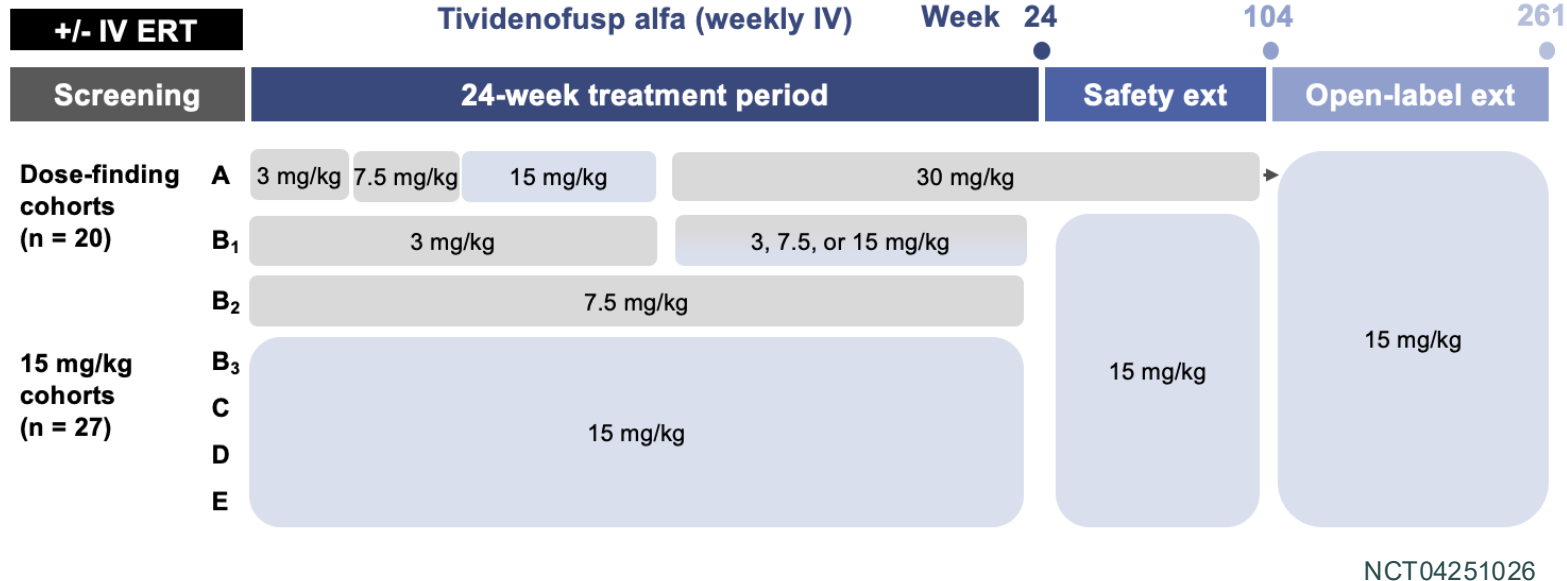 +/- IV ERT
Tividenofusp alfa (weekly IV)
Week 24
104
261
Screening
24-week treatment period
Safety ext
Open-label ext
Dose-finding
cohorts
(n = 20)
A
3 mg/kg
7.5 mg/kg
15 mg/kg
30 mg/kg
B₁
3 mg/kg
3, 7.5, or 15 mg/kg
B₂
7.5 mg/kg
15 mg/kg
cohorts
(n = 27)
B₃
C
D
E
15 mg/kg
15 mg/kg
15 mg/kg
NCT04251026